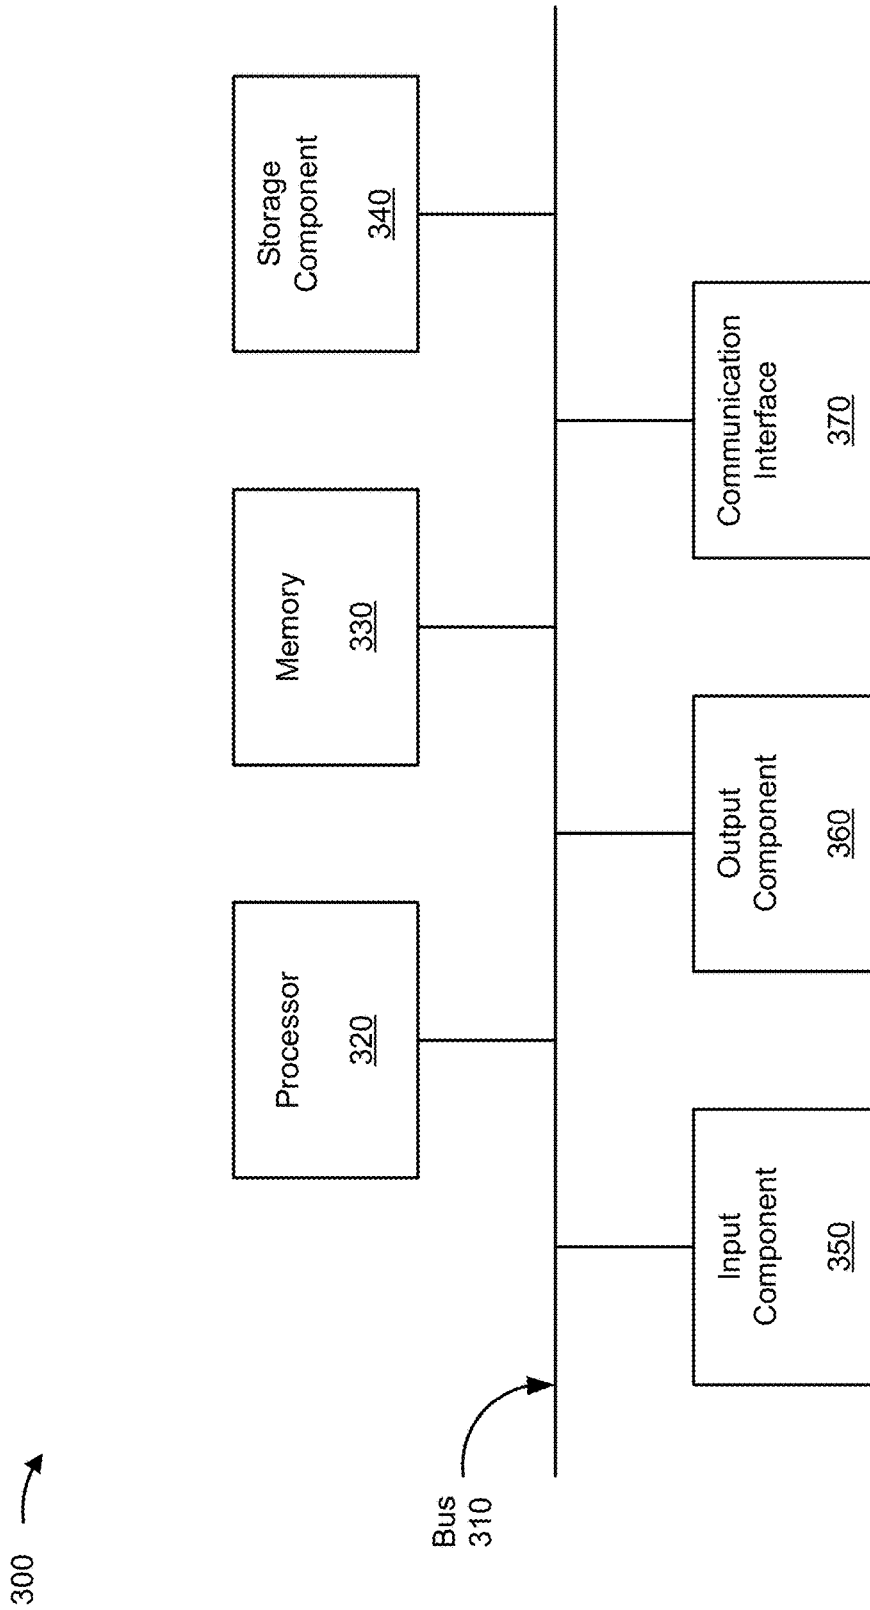 300
Bus
310
Processor
320
Memory
330
Storage
Component
340
Input
Component
350
Output
Component
360
Communication
Interface
370